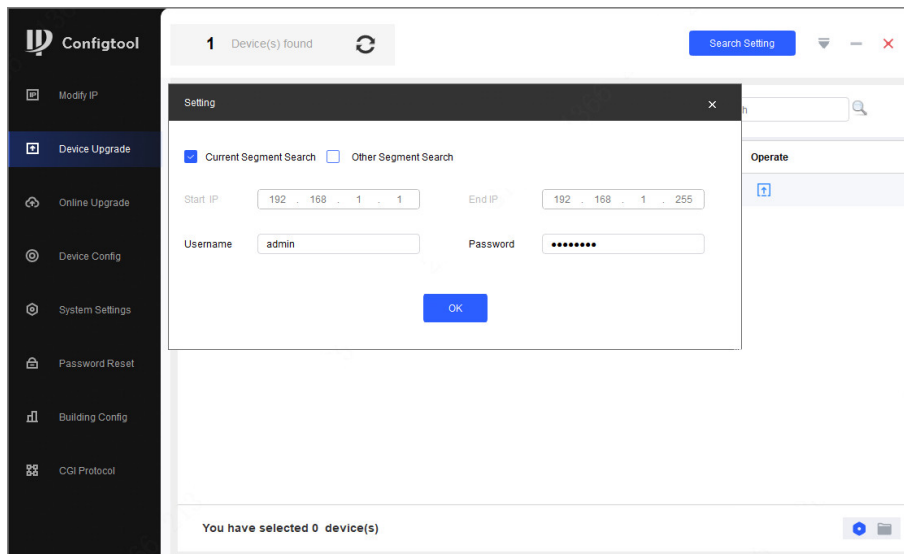 Configtool
1 Device(s) found
Search Setting
Modify IP
Device Upgrade
Online Upgrade
Device Config
System Settings
Password Reset
Building Config
CGI Protocol
Setting
Current Segment Search
Other Segment Search
Start IP
192 . 168 . 1 . 1
End IP
192 . 168 . 1 . 255
Username
admin
Password
••••••••
OK
Operate
You have selected 0 device(s)